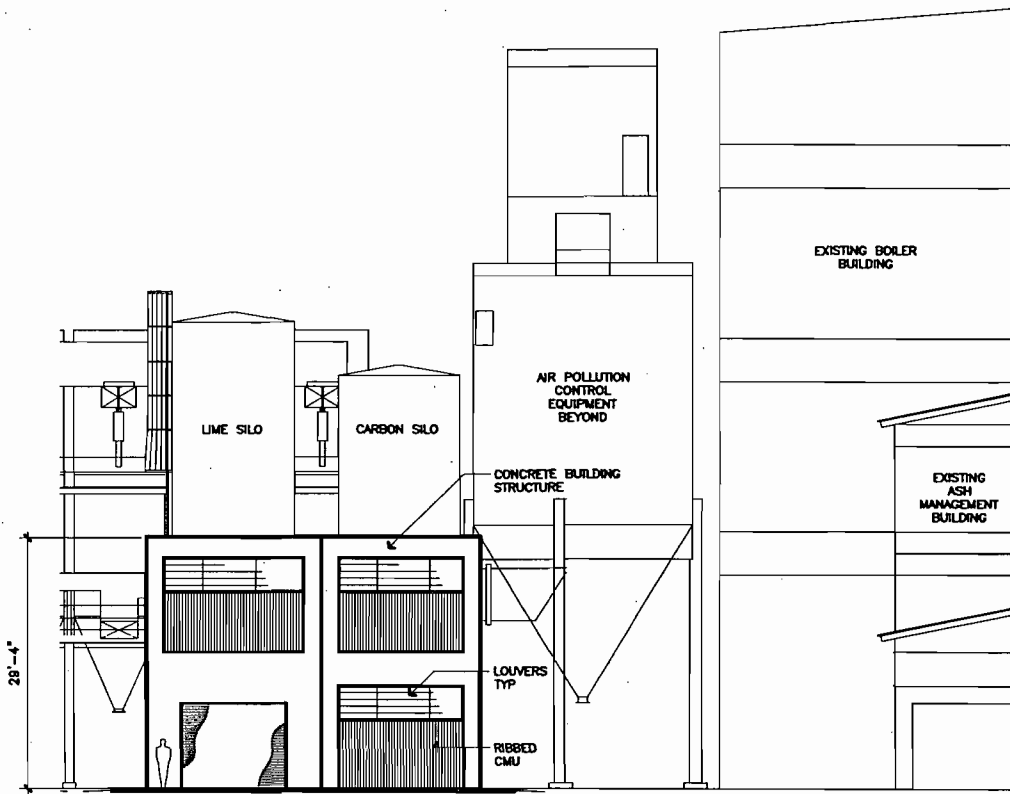 EXISTING BOILER
BUILDING
AIR POLLUTION
CONTROL
EQUIPMENT
BEYOND
LIME SILO
CARBON SILO
CONCRETE BUILDING
STRUCTURE
EXISTING
ASH
MANAGEMENT
BUILDING
29'-4"
LOUVERS
TYP
RIBBED
CMU